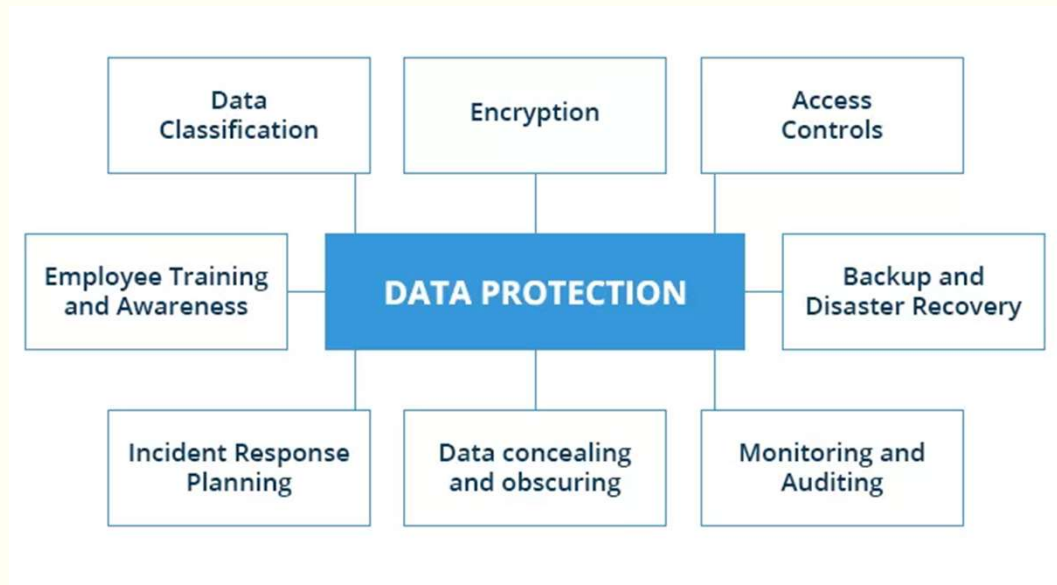 Data
Classification
Encryption
Access
Controls
Employee Training
and Awareness
DATA PROTECTION
Backup and
Disaster Recovery
Incident Response
Planning
Data concealing
and obscuring
Monitoring and
Auditing